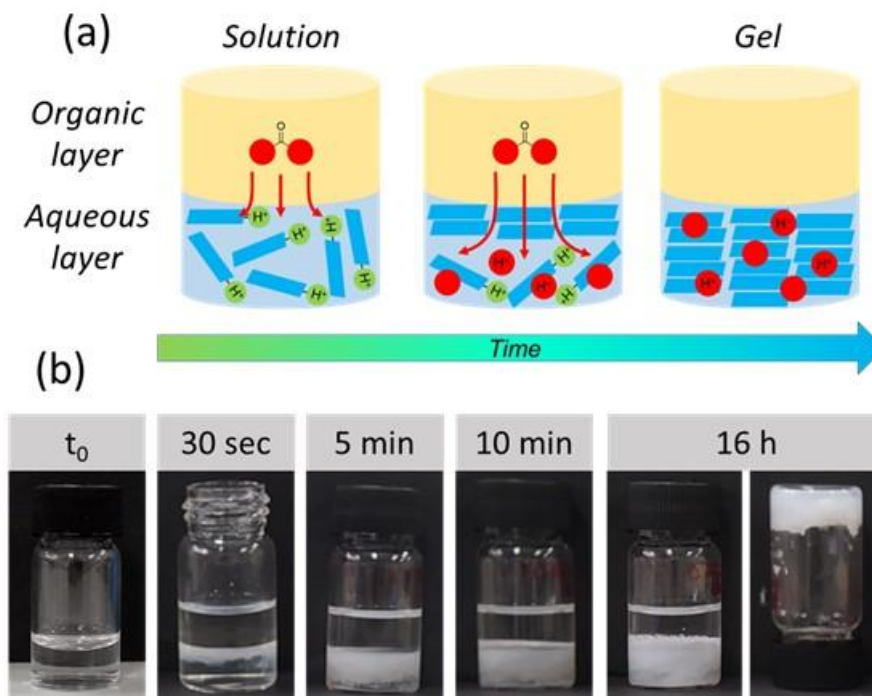 (a)
Solution
Gel
Organic
layer
Aqueous
layer
O
O
H⁺
H⁺
H⁺
H⁺
H⁺
H⁺
H⁺
H⁺
H⁺
H⁺
H⁺
H⁺
H⁺
Time
(b)
t₀
30 sec
5 min
10 min
16 h